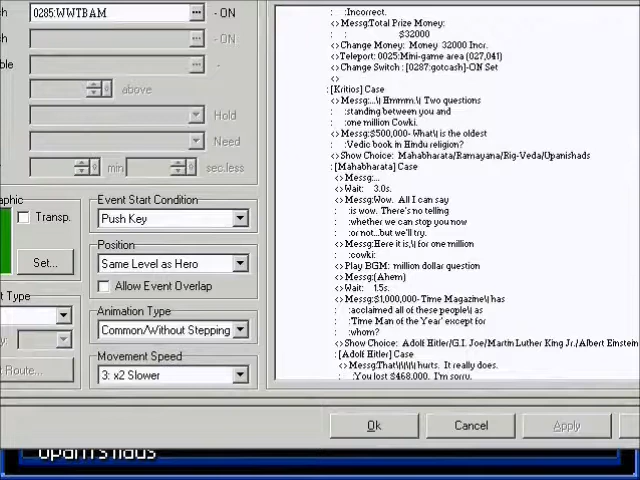 0285:WWTBAM
- ON
ch
- ON
ble
above
Hold
Need
min
sec.less
raphic
Transp.
Set...
nt Type
t Route...
Event Start Condition
Push Key
Position
Same Level as Hero
Allow Event Overlap
Animation Type
Common/Without Stepping
Movement Speed
3: x2 Slower
: :Incorrect.
<>Messg:Total Prize Money:
: : $32000
<>Change Money: Money 32000 Incr.
<>Teleport: 0025:Mini-game area (027,041)
<>Change Switch : [0287:gotcash]-ON Set
<>
: [Kritios] Case
<>Messg:...\| Hmmm.\| Two questions
: :standing between you and
: :one million Cowki.
<>Messg:$500,000- What\| is the oldest
: :Vedic book in Hindu religion?
<>Show Choice: Mahabharata/Ramayana/Rig-Veda/Upanishads
: [Mahabharata] Case
<>Messg:...
<>Wait: 3.0s.
<>Messg:Wow. All I can say
: :is wow. There's no telling
: :whether we can stop you now
: :or not...but we'll try.
<>Messg:Here it is,\| for one million
: :cowki:
<>Play BGM: million dollar question
<>Messg:(Ahem)
<>Wait: 1.5s.
<>Messg:$1,000,000- Time Magazine\| has
: :acclaimed all of these people\| as
: :'Time Man of the Year' except for
: :whom?
<>Show Choice: Adolf Hitler/G.I. Joe/Martin Luther King Jr./Albert Einstein
: [Adolf Hitler] Case
<>Messg:That\|\|\|\|\| hurts. It really does.
: :You lost $468,000. I'm sorry.
Ok
Cancel
Apply
Upanishads